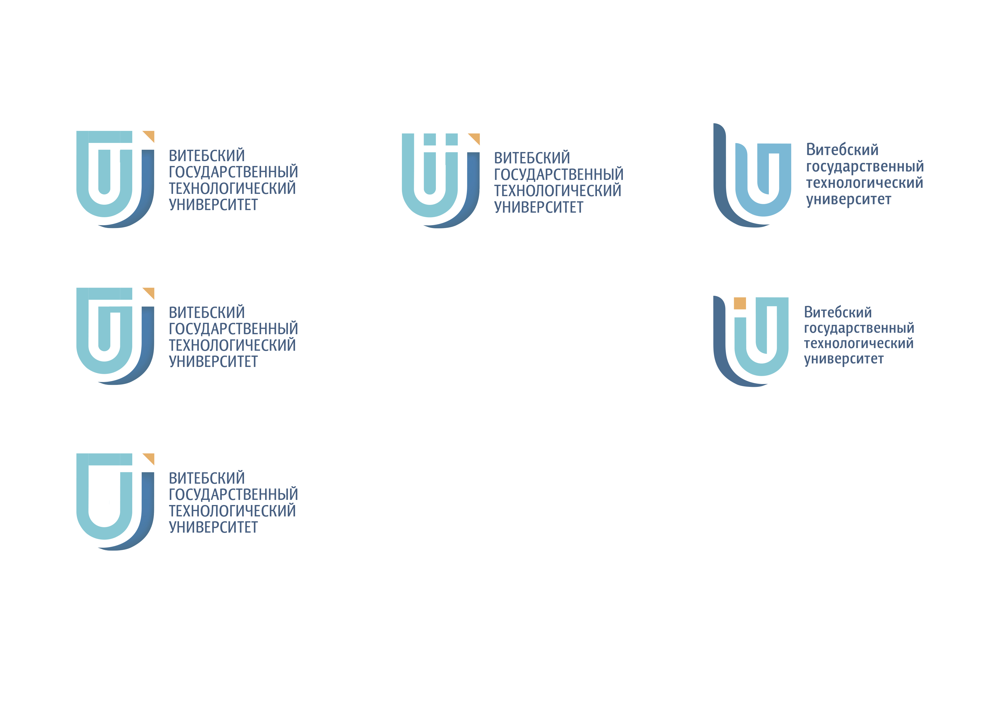 ВИТЕБСКИЙ
ГОСУДАРСТВЕННЫЙ
ТЕХНОЛОГИЧЕСКИЙ
УНИВЕРСИТЕТ
ВИТЕБСКИЙ
ГОСУДАРСТВЕННЫЙ
ТЕХНОЛОГИЧЕСКИЙ
УНИВЕРСИТЕТ
Витебский
государственный
технологический
университет
ВИТЕБСКИЙ
ГОСУДАРСТВЕННЫЙ
ТЕХНОЛОГИЧЕСКИЙ
УНИВЕРСИТЕТ
Витебский
государственный
технологический
университет
ВИТЕБСКИЙ
ГОСУДАРСТВЕННЫЙ
ТЕХНОЛОГИЧЕСКИЙ
УНИВЕРСИТЕТ